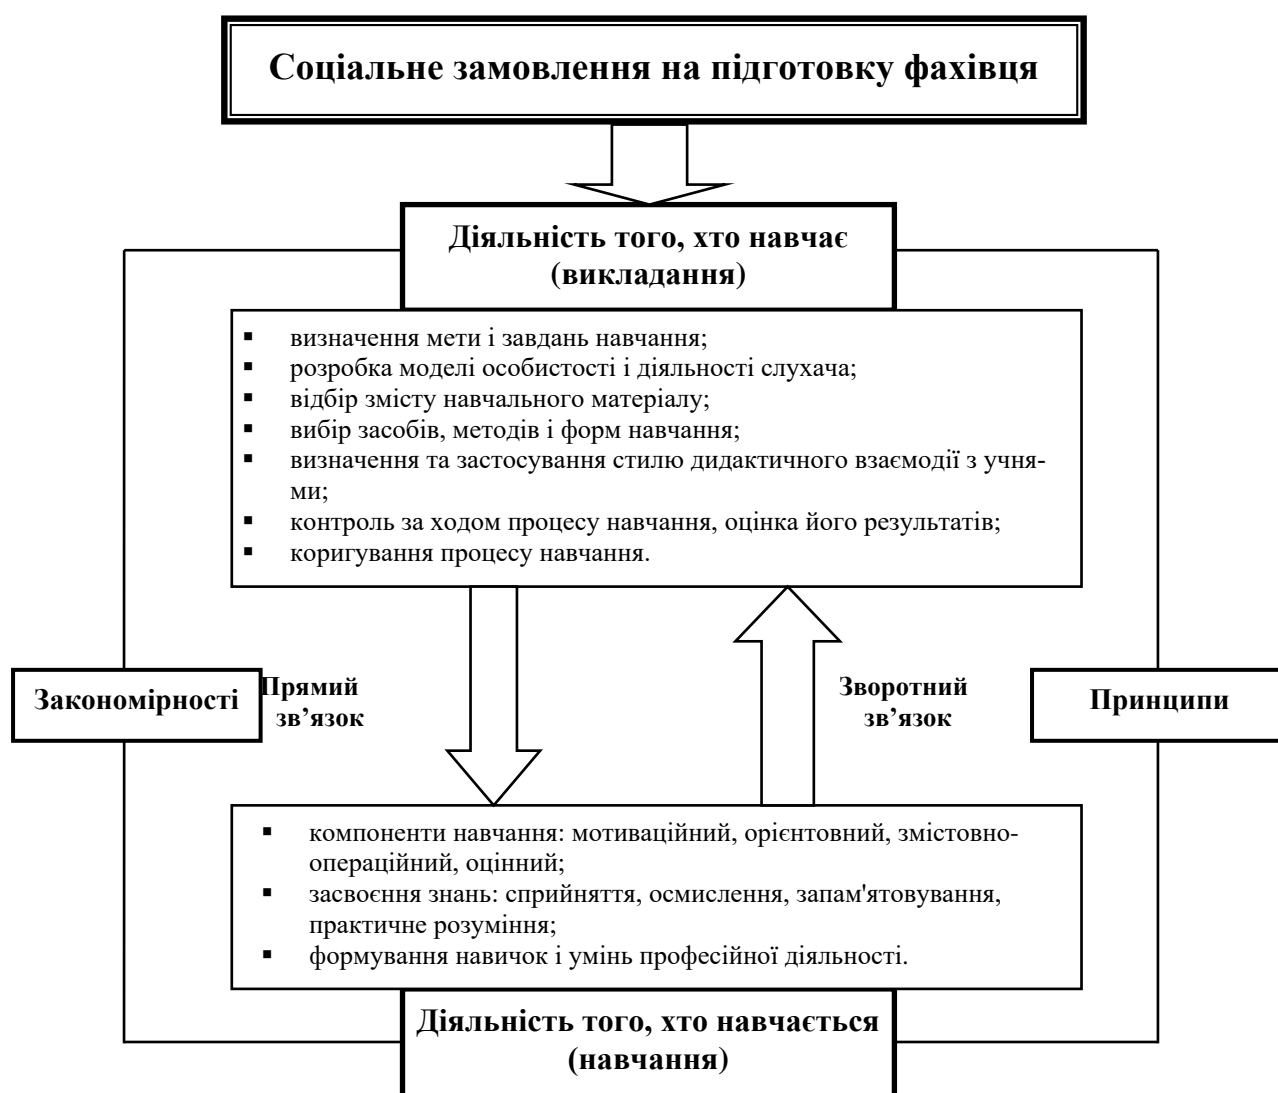 Соціальне замовлення на підготовку фахівця
Діяльність того, хто навчає
(викладання)
▪ визначення мети і завдань навчання;
▪ розробка моделі особистості і діяльності слухача;
▪ відбір змісту навчального матеріалу;
▪ вибір засобів, методів і форм навчання;
▪ визначення та застосування стилю дидактичного взаємодії з учня-
ми;
▪ контроль за ходом процесу навчання, оцінка його результатів;
▪ коригування процесу навчання.
Закономірності
Прямий
зв’язок
Зворотний
зв’язок
Принципи
▪ компоненти навчання: мотиваційний, орієнтовний, змістовно-
операційний, оцінний;
▪ засвоєння знань: сприйняття, осмислення, запам'ятовування,
практичне розуміння;
▪ формування навичок і умінь професійної діяльності.
Діяльність того, хто навчається
(навчання)